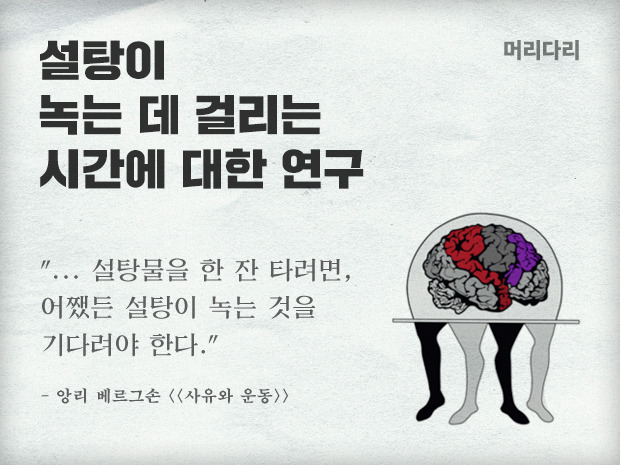 설탕이
녹는 데 걸리는
시간에 대한 연구
머리다리
"... 설탕물을 한 잔 타려면,
어쨌든 설탕이 녹는 것을
기다려야 한다."
- 앙리 베르그손 《사유와 운동》